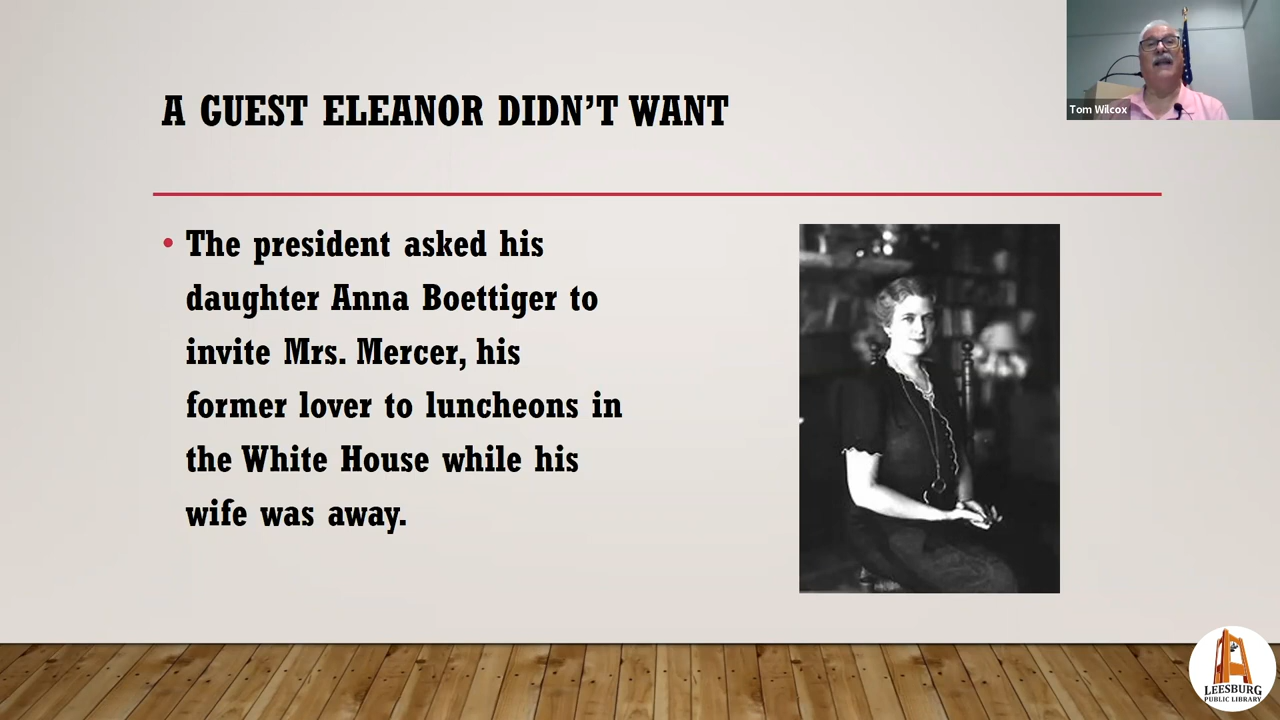 A GUEST ELEANOR DIDN'T WANT
Tom Wilcox
• The president asked his
daughter Anna Boettiger to
invite Mrs. Mercer, his
former lover to luncheons in
the White House while his
wife was away.
LEESBURG
PUBLIC LIBRARY